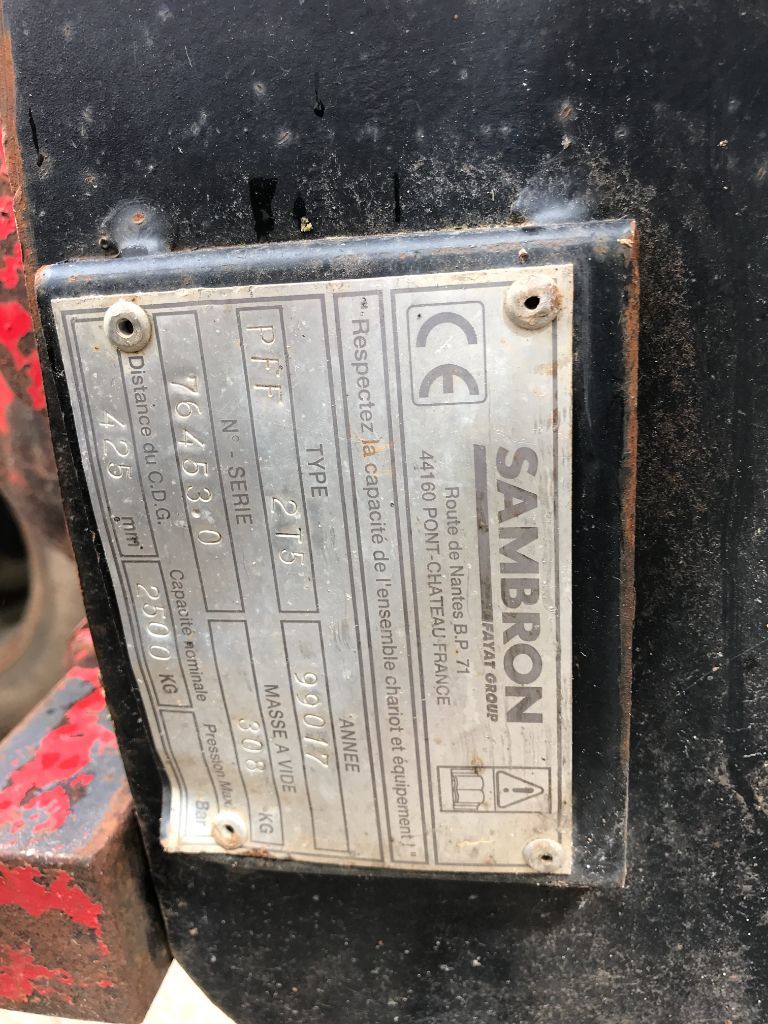 SAMBRON
FAYAT GROUP
Route de Nantes B.P. 71
44160 PONT-CHATEAU FRANCE
CE
"Respectez la capacité de l'ensemble chariot et équipement !"
TYPE ANNEE
PFF 2T5 99017
N° - SERIE MASSE A VIDE
76453.0 303 KG
Distance du C.D.G. Capacité nominale Pression Max.
425 mm 2500 KG Bar